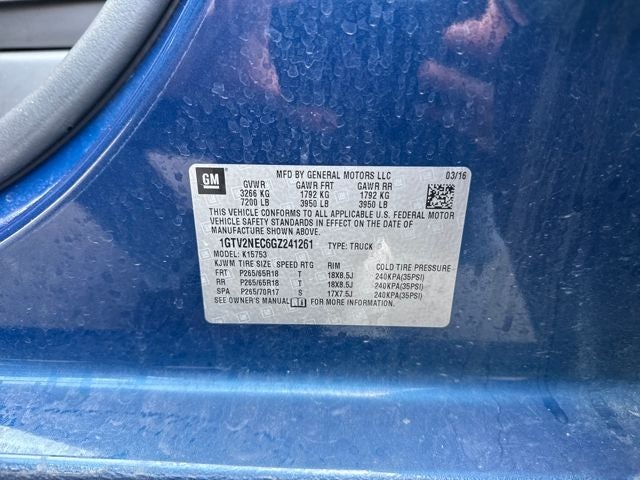 GM
MFD BY GENERAL MOTORS LLC 03/16
GVWR GAWR FRT GAWR RR
3266 KG 1792 KG 1792 KG
7200 LB 3950 LB 3950 LB
THIS VEHICLE CONFORMS TO ALL APPLICABLE U.S. FEDERAL MOTOR
VEHICLE SAFETY STANDARDS IN EFFECT ON THE DATE OF
MANUFACTURE SHOWN ABOVE.
1GTV2NEC6GZ241261 TYPE: TRUCK
MODEL: K15753
KJWM TIRE SIZE SPEED RTG RIM COLD TIRE PRESSURE
FRT P265/65R18 T 18X8.5J 240KPA(35PSI)
RR P265/65R18 T 18X8.5J 240KPA(35PSI)
SPA P265/70R17 S 17X7.5J 240KPA(35PSI)
SEE OWNER'S MANUAL FOR MORE INFORMATION.